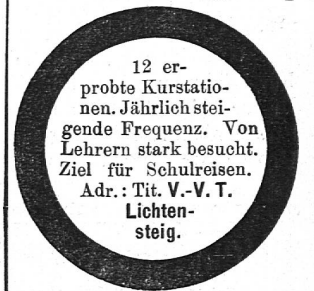 12 er-
probte Kurstatio-
nen. Jährlich stei-
gende Frequenz. Von
Lehrern stark besucht.
Ziel für Schulreisen.
Adr.: Tit. V.-V. T.
Lichten-
steig.